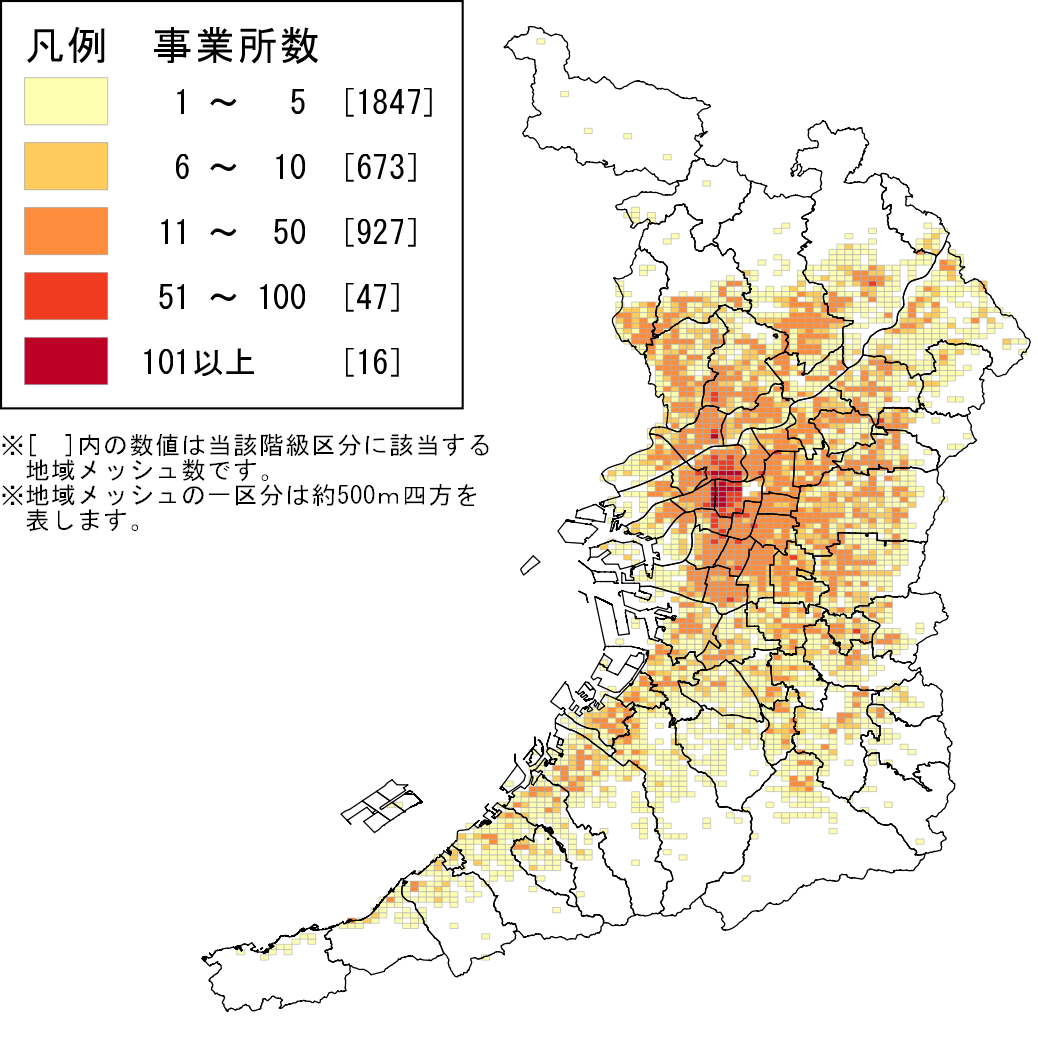 凡例 事業所数
1 ～ 5 [1847]
6 ～ 10 [673]
11 ～ 50 [927]
51 ～ 100 [47]
101以上 [16]
※[ ]内の数値は当該階級区分に該当する
地域メッシュ数です。
※地域メッシュの一区分は約500ｍ四方を
表します。